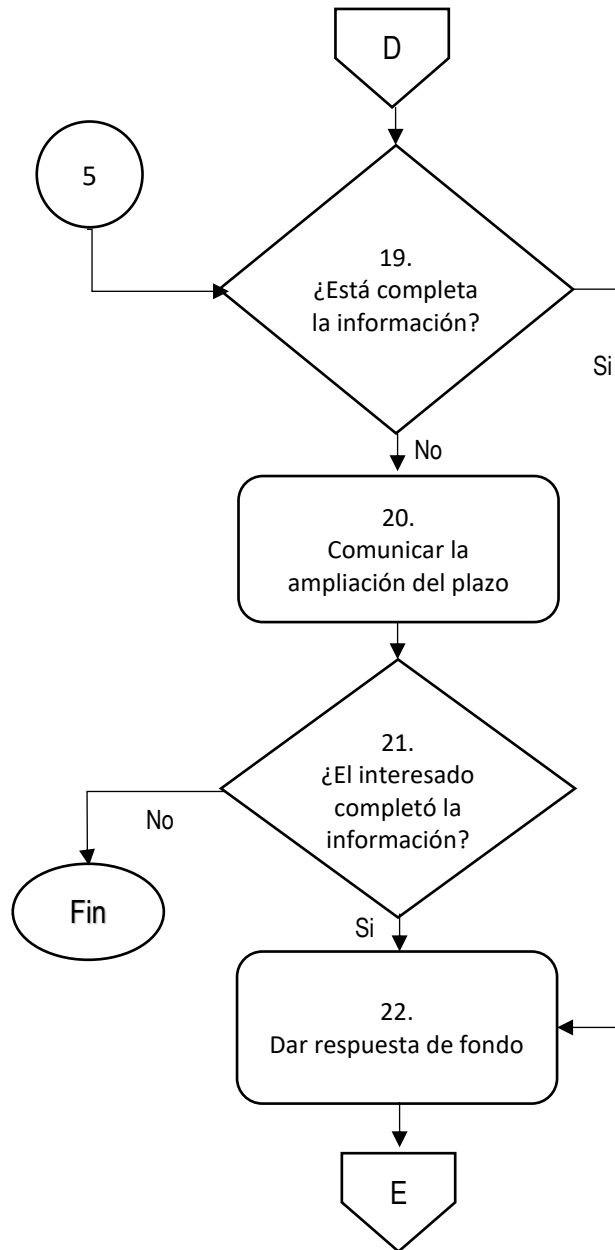 D
5
19.
¿Está completa
la información?
Si
No
20.
Comunicar la
ampliación del plazo
21.
¿El interesado
completó la
información?
No
Fin
Si
22.
Dar respuesta de fondo
E